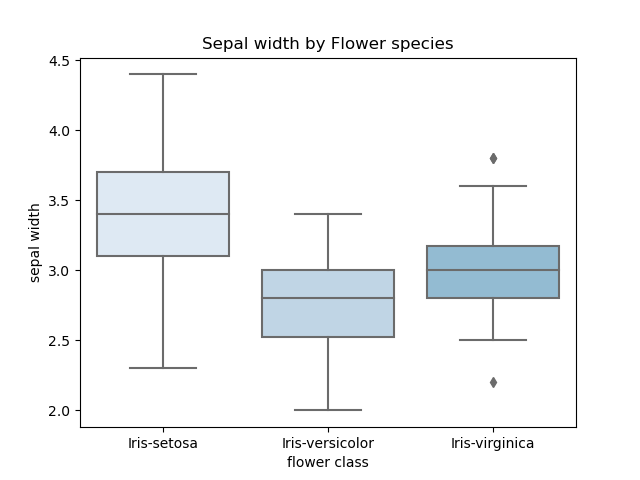 Sepal width by Flower species
sepal width
4.5
4.0
3.5
3.0
2.5
2.0
Iris-setosa
Iris-versicolor
Iris-virginica
flower class